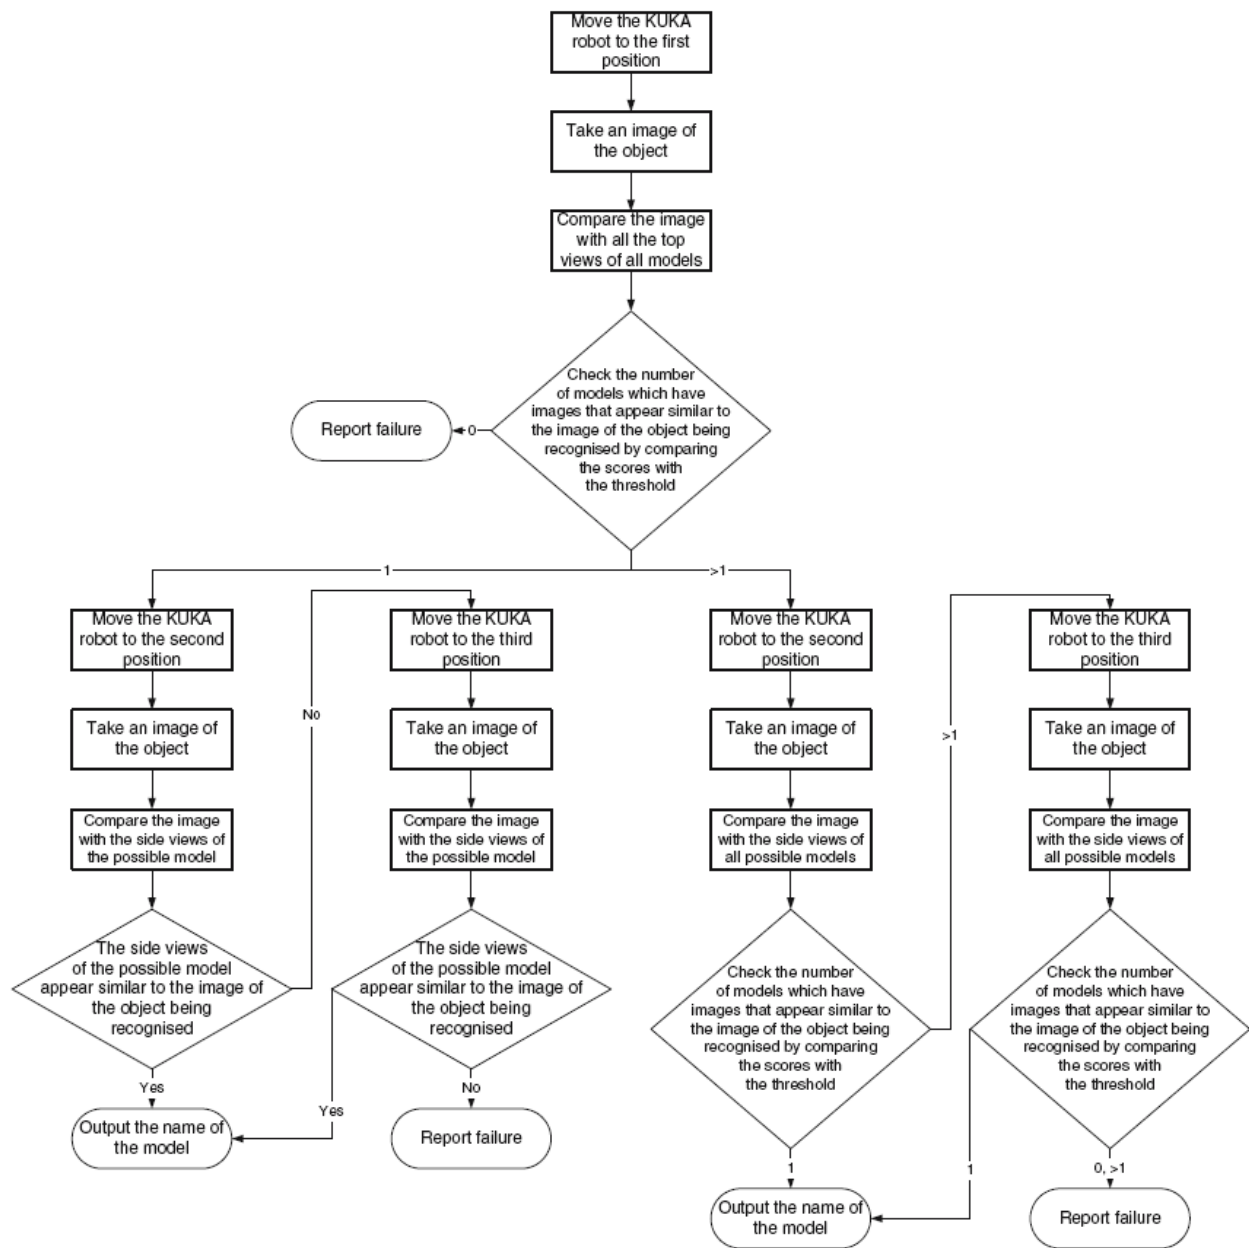 Move the KUKA
robot to the first
position
Take an image of
the object
Compare the image
with all the top
views of all models
Check the number
of models which have
images that appear similar to
the image of the object being
recognised by comparing
the scores with
the threshold
0
Report failure
1
>1
Move the KUKA
robot to the second
position
Take an image of
the object
Compare the image
with the side views of
the possible model
The side views
of the possible model
appear similar to the image of
the object being
recognised
No
Yes
Output the name of
the model
Move the KUKA
robot to the third
position
Take an image of
the object
Compare the image
with the side views of
the possible model
The side views
of the possible model
appear similar to the image of
the object being
recognised
Yes
No
Report failure
Move the KUKA
robot to the second
position
Take an image of
the object
Compare the image
with the side views of
all possible models
Check the number
of models which have
images that appear similar to
the image of the object being
recognised by comparing
the scores with
the threshold
>1
1
Output the name of
the model
Move the KUKA
robot to the third
position
Take an image of
the object
Compare the image
with the side views of
all possible models
Check the number
of models which have
images that appear similar to
the image of the object being
recognised by comparing
the scores with
the threshold
1
0, >1
Report failure